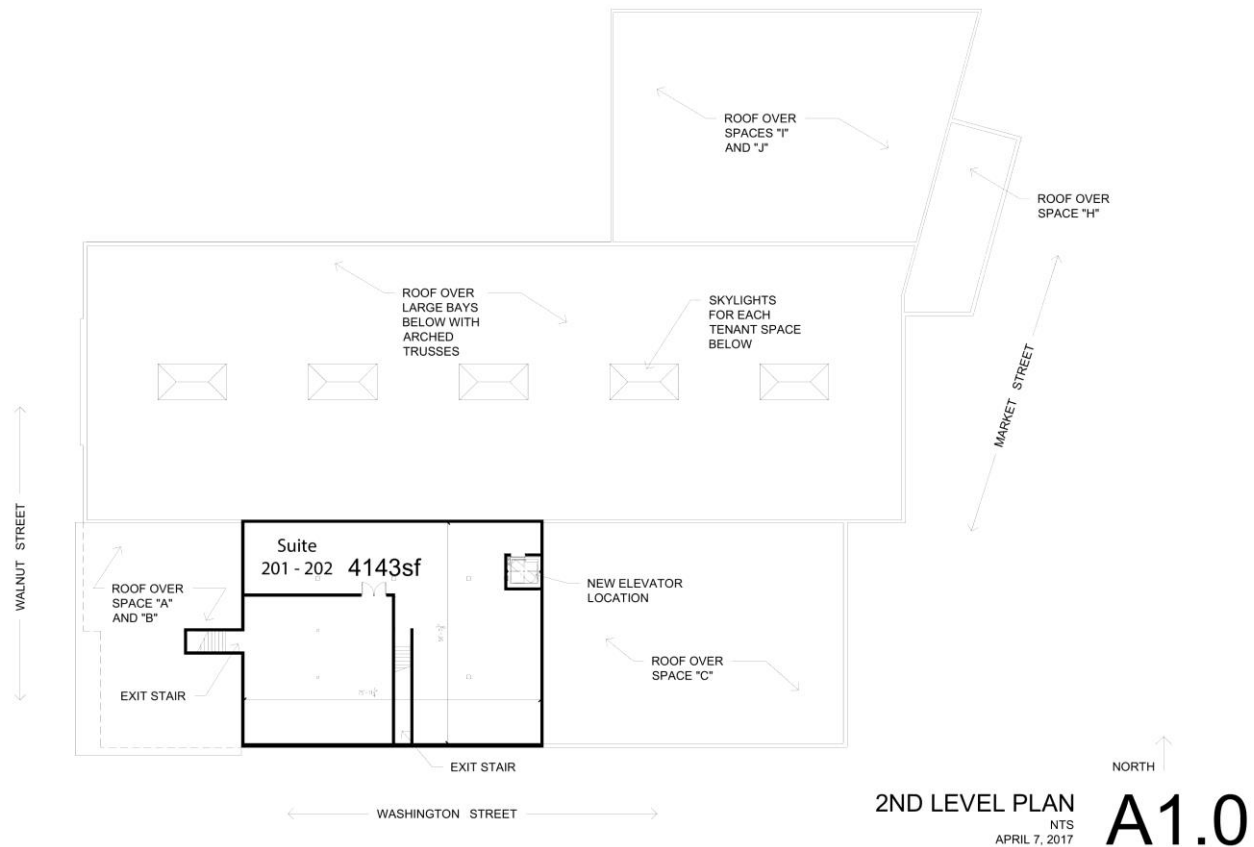 ROOF OVER
SPACES "I"
AND "J"
ROOF OVER
SPACE "H"
ROOF OVER
LARGE BAYS
BELOW WITH
ARCHED
TRUSSES
SKYLIGHTS
FOR EACH
TENANT SPACE
BELOW
MARKET STREET
WALNUT STREET
Suite
201 - 202 4143sf
ROOF OVER
SPACE "A"
AND "B"
NEW ELEVATOR
LOCATION
ROOF OVER
SPACE "C"
EXIT STAIR
EXIT STAIR
WASHINGTON STREET
NORTH
2ND LEVEL PLAN
NTS
APRIL 7, 2017
A1.0